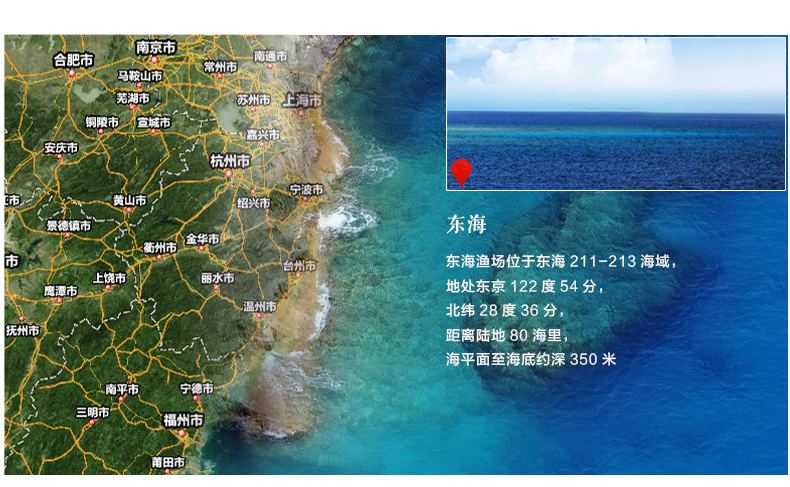 南京市
合肥市
南通市
常州市
马鞍山市
芜湖市
苏州市
上海市
铜陵市
宣城市
嘉兴市
安庆市
杭州市
宁波市
黄山市
绍兴市
江市
景德镇市
金华市
衢州市
市
台州市
上饶市
丽水市
鹰潭市
温州市
抚州市
南平市
宁德市
三明市
福州市
莆田市
东海
东海渔场位于东海 211-213 海域，
地处东京 122 度 54 分，
北纬 28 度 36 分，
距离陆地 80 海里，
海平面至海底约深 350 米